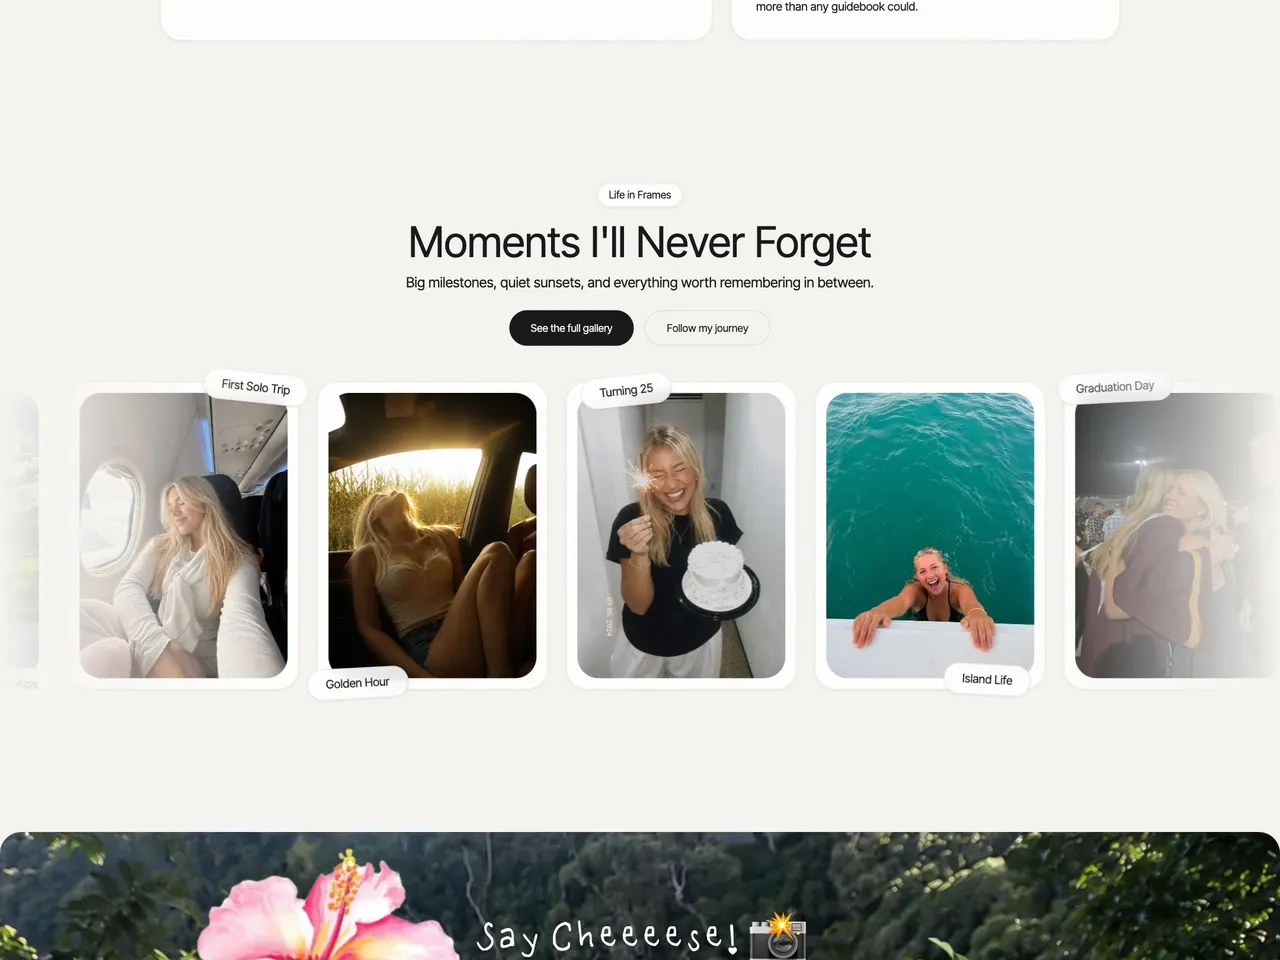 more than any guidebook could.
Life in Frames
Moments I'll Never Forget
Big milestones, quiet sunsets, and everything worth remembering in between.
See the full gallery
Follow my journey
First Solo Trip
Turning 25
Graduation Day
Alps
Golden Hour
Island Life
Say Cheeeese!